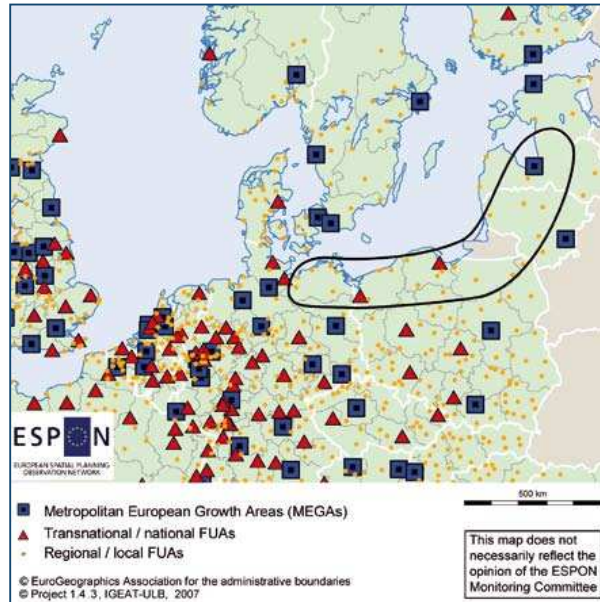 ESPON
EUROPEAN SPATIAL PLANNING
OBSERVATION NETWORK
Metropolitan European Growth Areas (MEGAs)
Transnational / national FUAs
Regional / local FUAs
© EuroGeographics Association for the administrative boundaries
© Project 1.4.3, IGEAT-ULB, 2007
500 km
This map does not
necessarily reflect the
opinion of the ESPON
Monitoring Committee